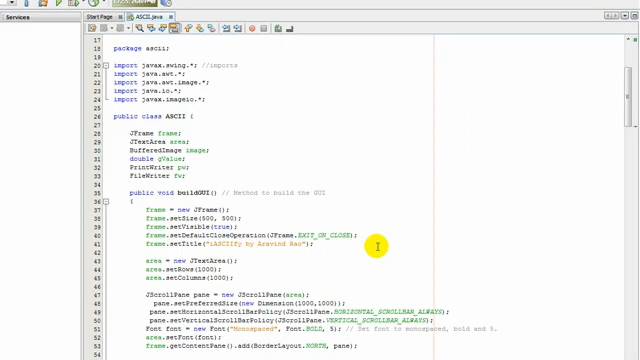 Start Page
ASCII.java
Services
17
18 package ascii;
19
20 import javax.swing.*; //imports
21 import java.awt.*;
22 import java.awt.image.*;
23 import java.io.*;
24 import javax.imageio.*;
25
26 public class ASCII {
27
28 JFrame frame;
29 JTextArea area;
30 BufferedImage image;
31 double gValue;
32 PrintWriter pw;
33 FileWriter fw;
34
35 public void buildGUI() // Method to build the GUI
36 {
37 frame = new JFrame();
38 frame.setSize(500, 500);
39 frame.setVisible(true);
40 frame.setDefaultCloseOperation(JFrame.EXIT_ON_CLOSE);
41 frame.setTitle("iASCIIfy by Aravind Rao");
42
43 area = new JTextArea();
44 area.setRows(1000);
45 area.setColumns(1000);
46
47 JScrollPane pane = new JScrollPane(area);
48 pane.setPreferredSize(new Dimension(1000,1000));
49 pane.setHorizontalScrollBarPolicy(JScrollPane.HORIZONTAL_SCROLLBAR_ALWAYS);
50 pane.setVerticalScrollBarPolicy(JScrollPane.VERTICAL_SCROLLBAR_ALWAYS);
51 Font font = new Font("Monospaced", Font.BOLD, 5); // Set font to monospaced, bold and 5.
52 area.setFont(font);
53 frame.getContentPane().add(BorderLayout.NORTH, pane);
54